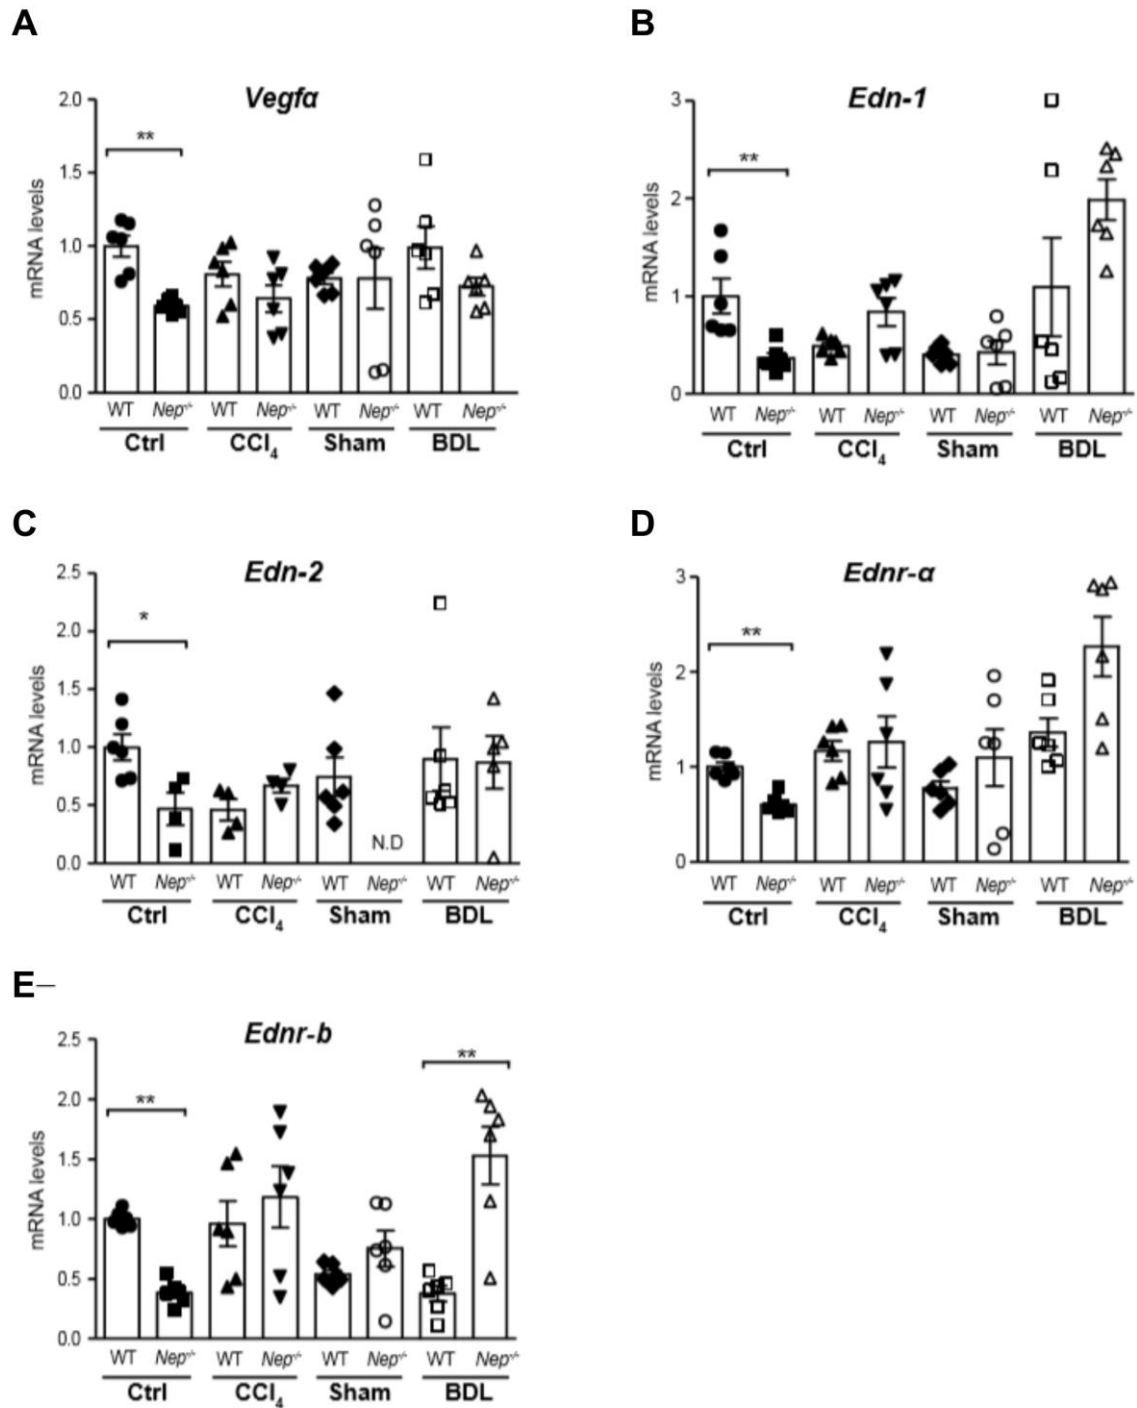 A
Vegfα
mRNA levels
2.0
1.5
1.0
0.5
0.0
**
WT Nep-/- WT Nep-/- WT Nep-/- WT Nep-/-
Ctrl CCl4 Sham BDL
B
Edn-1
mRNA levels
3
2
1
0
**
WT Nep-/- WT Nep-/- WT Nep-/- WT Nep-/-
Ctrl CCl4 Sham BDL
C
Edn-2
mRNA levels
2.5
2.0
1.5
1.0
0.5
0.0
*
N.D
WT Nep-/- WT Nep-/- WT Nep-/- WT Nep-/-
Ctrl CCl4 Sham BDL
D
Ednr-α
mRNA levels
3
2
1
0
**
WT Nep-/- WT Nep-/- WT Nep-/- WT Nep-/-
Ctrl CCl4 Sham BDL
E
Ednr-b
mRNA levels
2.5
2.0
1.5
1.0
0.5
0.0
**
**
WT Nep-/- WT Nep-/- WT Nep-/- WT Nep-/-
Ctrl CCl4 Sham BDL